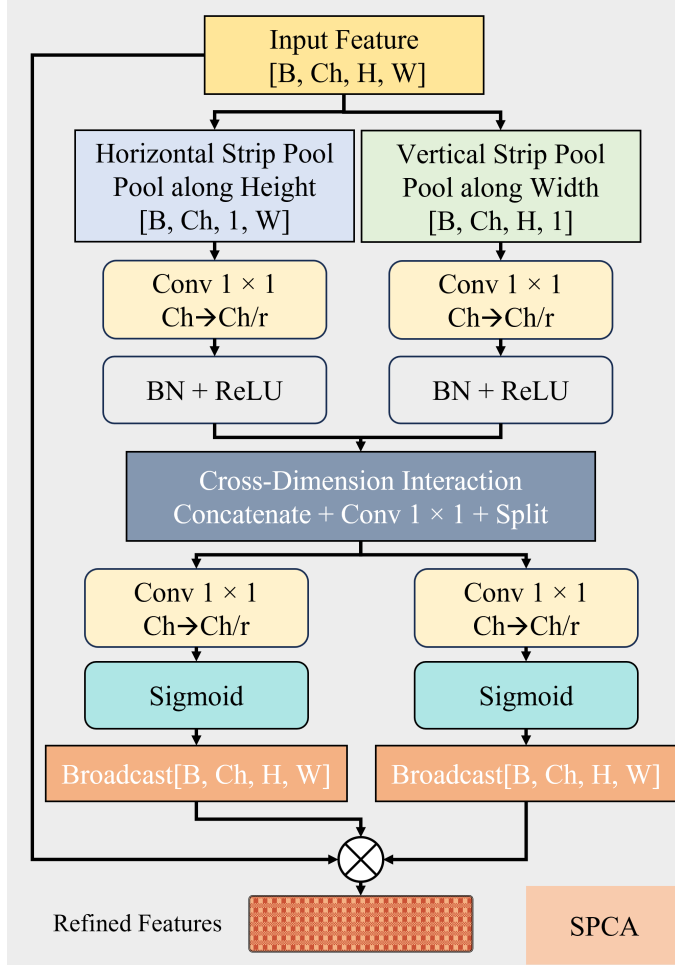 Input Feature
[B, Ch, H, W]
Horizontal Strip Pool
Pool along Height
[B, Ch, 1, W]
Vertical Strip Pool
Pool along Width
[B, Ch, H, 1]
Conv 1 × 1
Ch→Ch/r
Conv 1 × 1
Ch→Ch/r
BN + ReLU
BN + ReLU
Cross-Dimension Interaction
Concatenate + Conv 1 × 1 + Split
Conv 1 × 1
Ch→Ch/r
Conv 1 × 1
Ch→Ch/r
Sigmoid
Sigmoid
Broadcast[B, Ch, H, W]
Broadcast[B, Ch, H, W]
Refined Features
SPCA